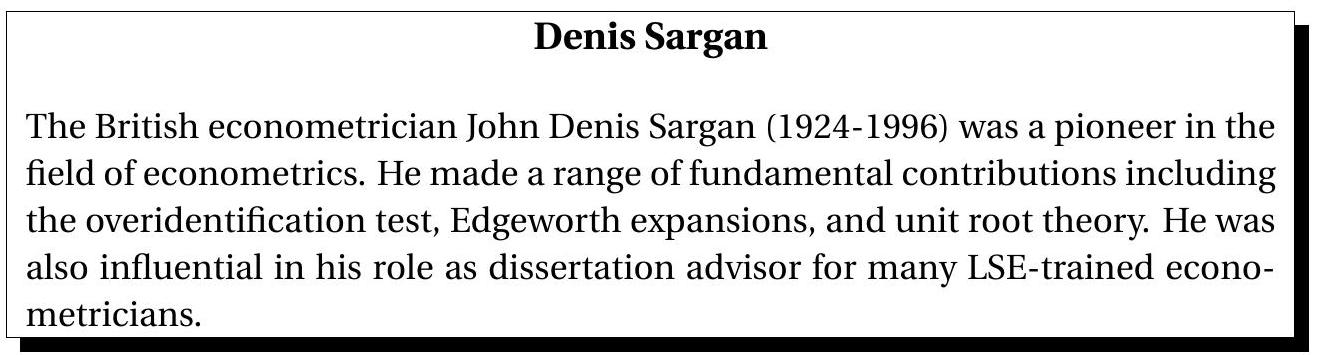 Denis Sargan
The British econometrician John Denis Sargan (1924-1996) was a pioneer in the
field of econometrics. He made a range of fundamental contributions including
the overidentification test, Edgeworth expansions, and unit root theory. He was
also influential in his role as dissertation advisor for many LSE-trained econo-
metricians.